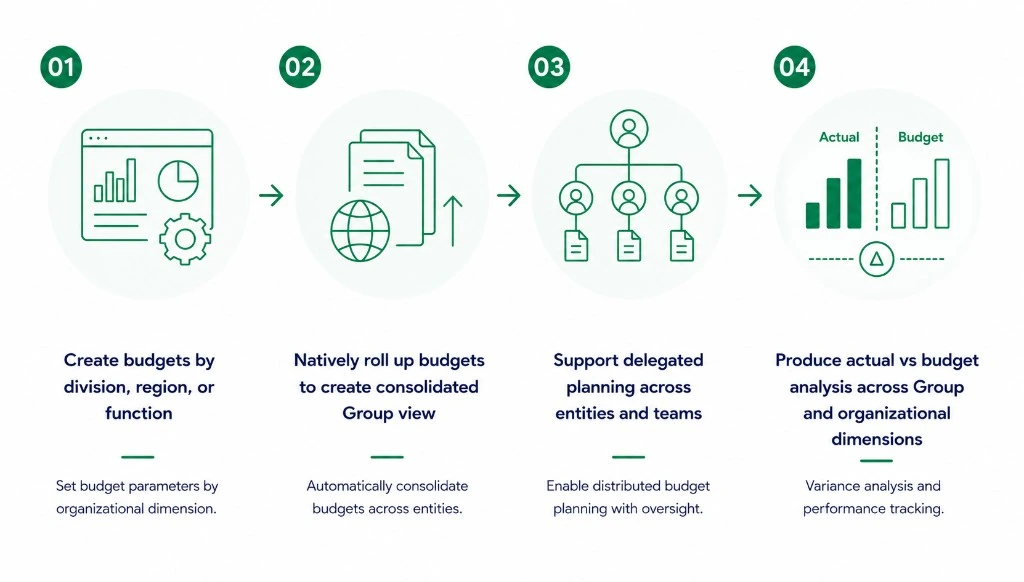 01
02
03
04
Actual
Budget
Create budgets by
division, region, or
function
Set budget parameters by
organizational dimension.
Natively roll up budgets
to create consolidated
Group view
Automatically consolidate
budgets across entities.
Support delegated
planning across
entities and teams
Enable distributed budget
planning with oversight.
Produce actual vs budget
analysis across Group
and organizational
dimensions
Variance analysis and
performance tracking.